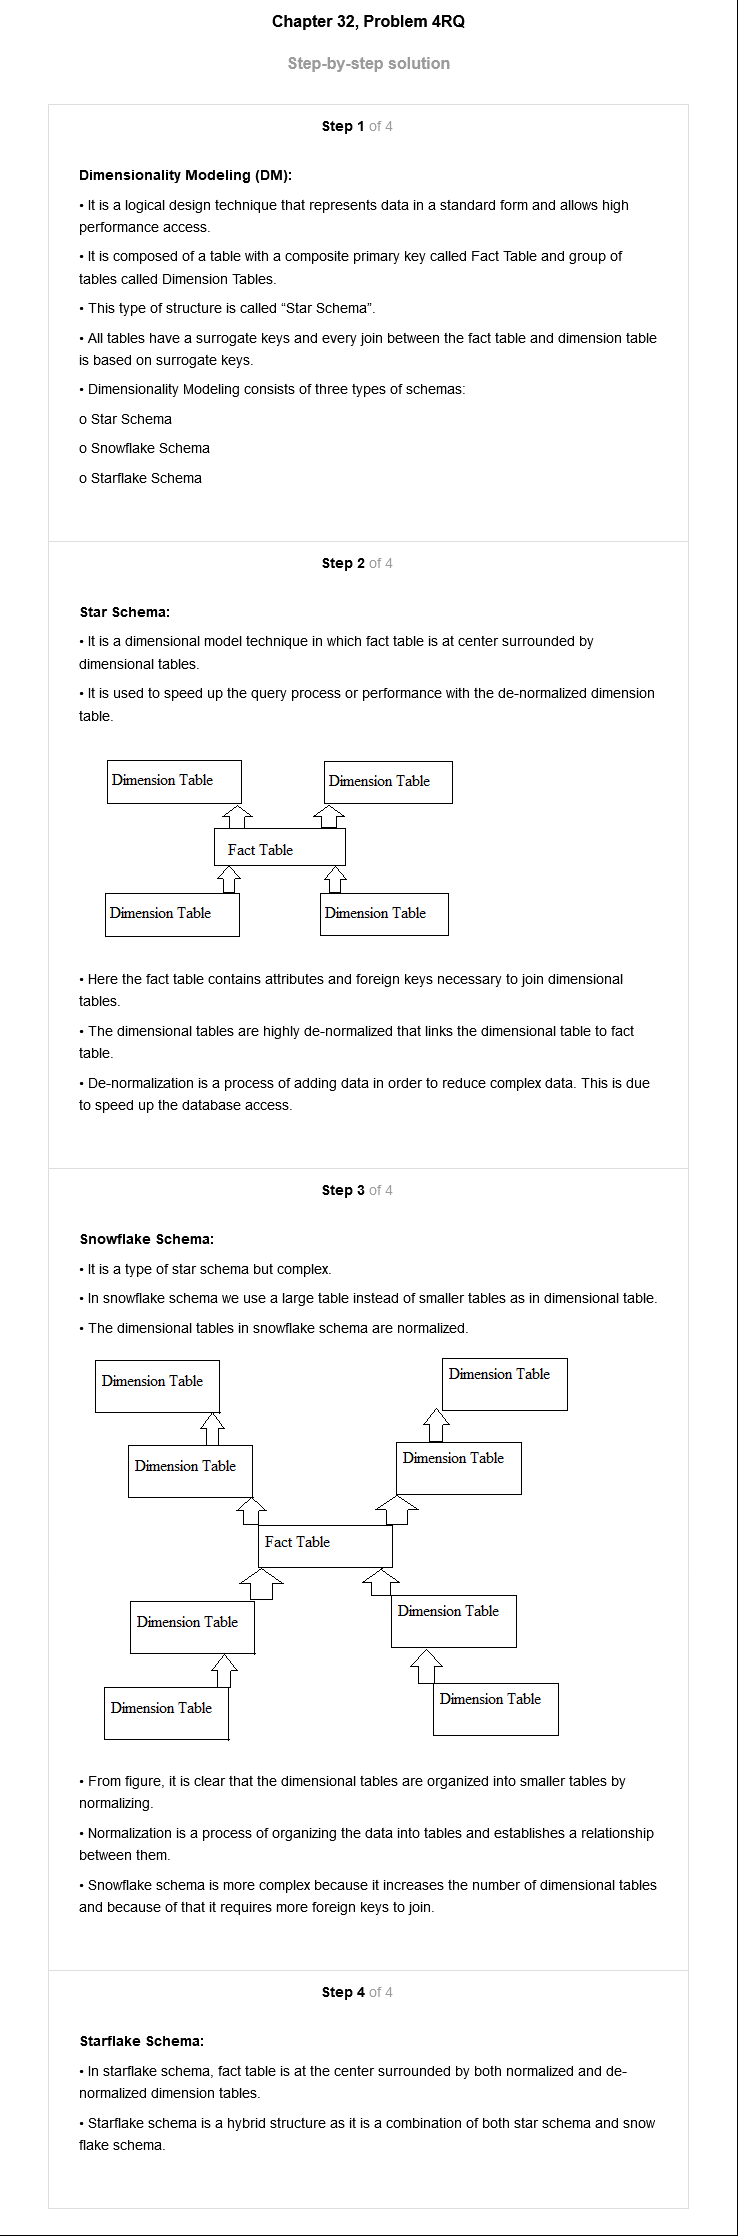 Chapter 32, Problem 4RQ
Step-by-step solution
Step 1 of 4
Dimensionality Modeling (DM):
• It is a logical design technique that represents data in a standard form and allows high
performance access.
• It is composed of a table with a composite primary key called Fact Table and group of
tables called Dimension Tables.
• This type of structure is called “Star Schema”.
• All tables have a surrogate keys and every join between the fact table and dimension table
is based on surrogate keys.
• Dimensionality Modeling consists of three types of schemas:
o Star Schema
o Snowflake Schema
o Starflake Schema
Step 2 of 4
Star Schema:
• It is a dimensional model technique in which fact table is at center surrounded by
dimensional tables.
• It is used to speed up the query process or performance with the de-normalized dimension
table.
Dimension Table
Dimension Table
Fact Table
Dimension Table
Dimension Table
• Here the fact table contains attributes and foreign keys necessary to join dimensional
tables.
• The dimensional tables are highly de-normalized that links the dimensional table to fact
table.
• De-normalization is a process of adding data in order to reduce complex data. This is due
to speed up the database access.
Step 3 of 4
Snowflake Schema:
• It is a type of star schema but complex.
• In snowflake schema we use a large table instead of smaller tables as in dimensional table.
• The dimensional tables in snowflake schema are normalized.
Dimension Table
Dimension Table
Dimension Table
Dimension Table
Fact Table
Dimension Table
Dimension Table
Dimension Table
Dimension Table
• From figure, it is clear that the dimensional tables are organized into smaller tables by
normalizing.
• Normalization is a process of organizing the data into tables and establishes a relationship
between them.
• Snowflake schema is more complex because it increases the number of dimensional tables
and because of that it requires more foreign keys to join.
Step 4 of 4
Starflake Schema:
• In starflake schema, fact table is at the center surrounded by both normalized and de-
normalized dimension tables.
• Starflake schema is a hybrid structure as it is a combination of both star schema and snow
flake schema.